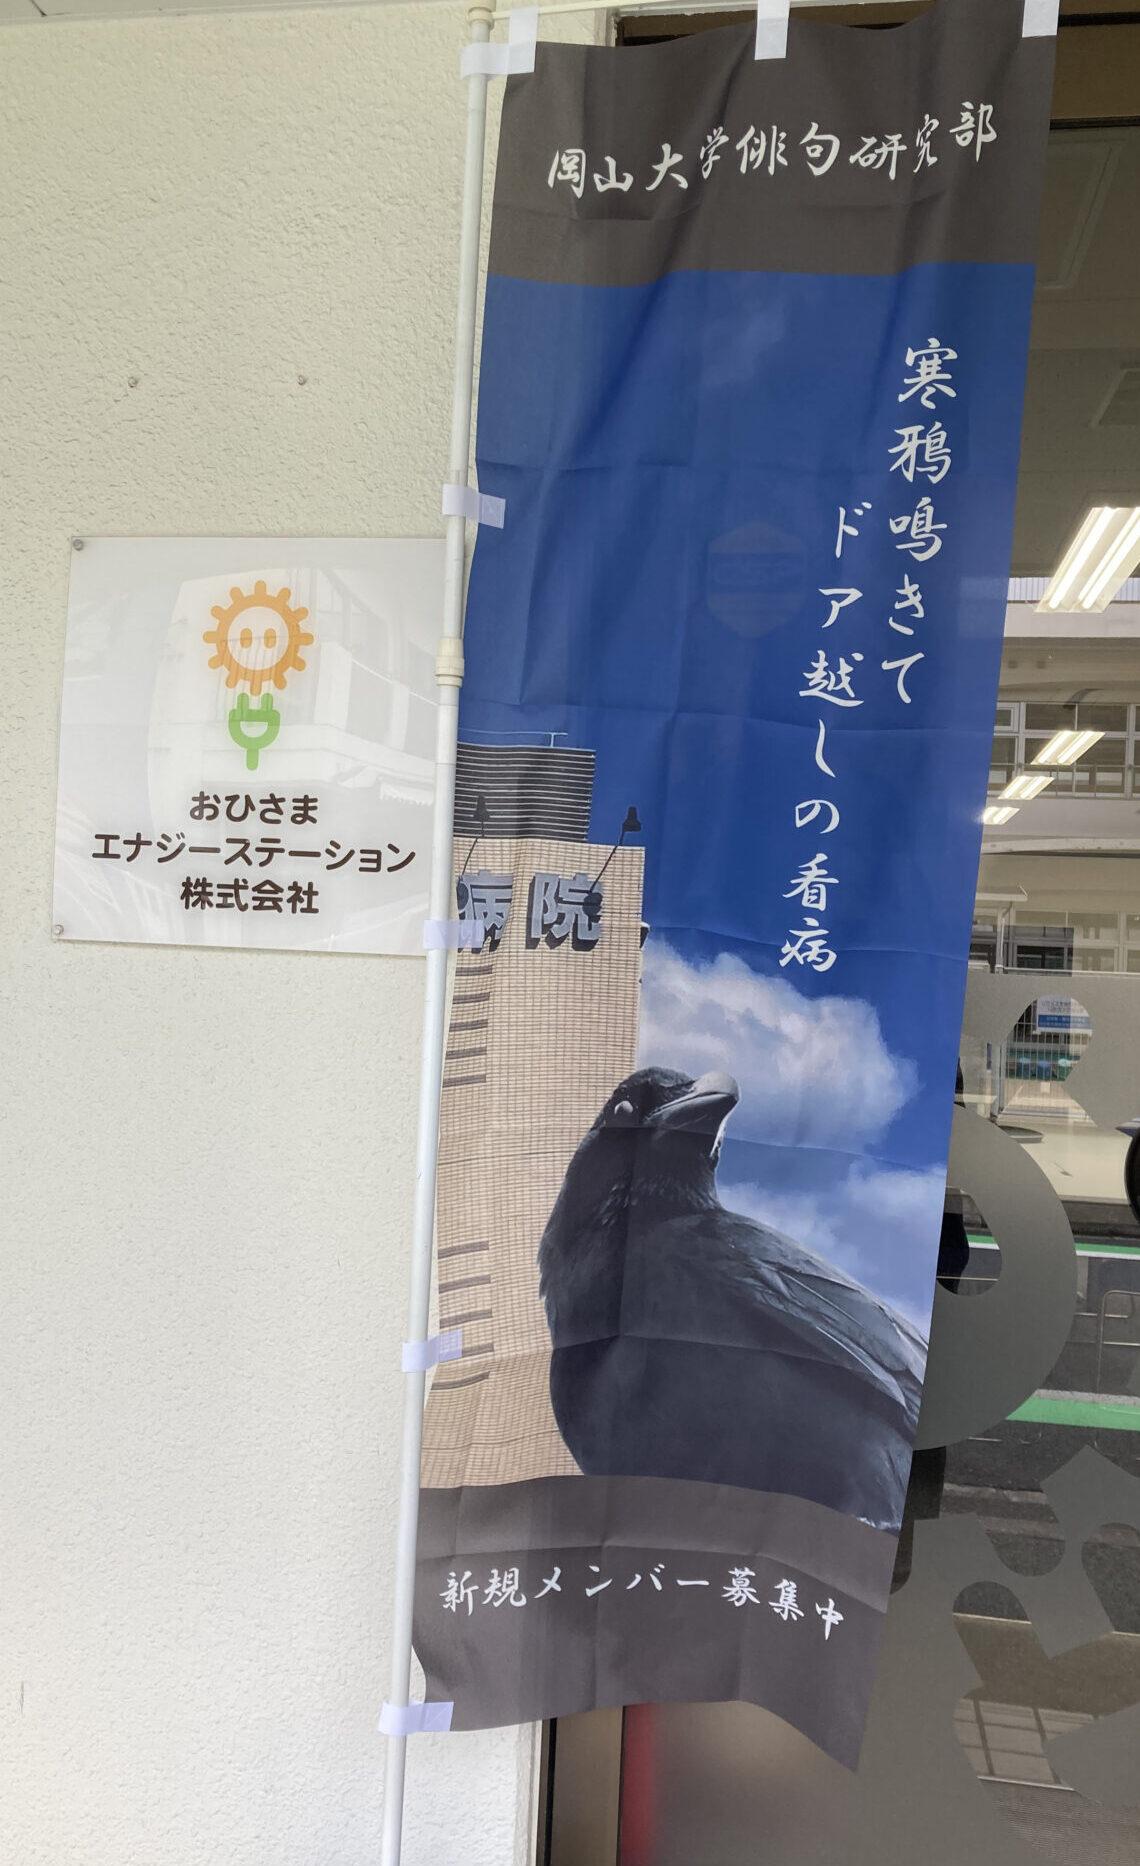 岡山大学俳句研究部
寒鴉鳴きて
ドア越しの看病
病院
新規メンバー募集中
おひさま
エナジーステーション
株式会社